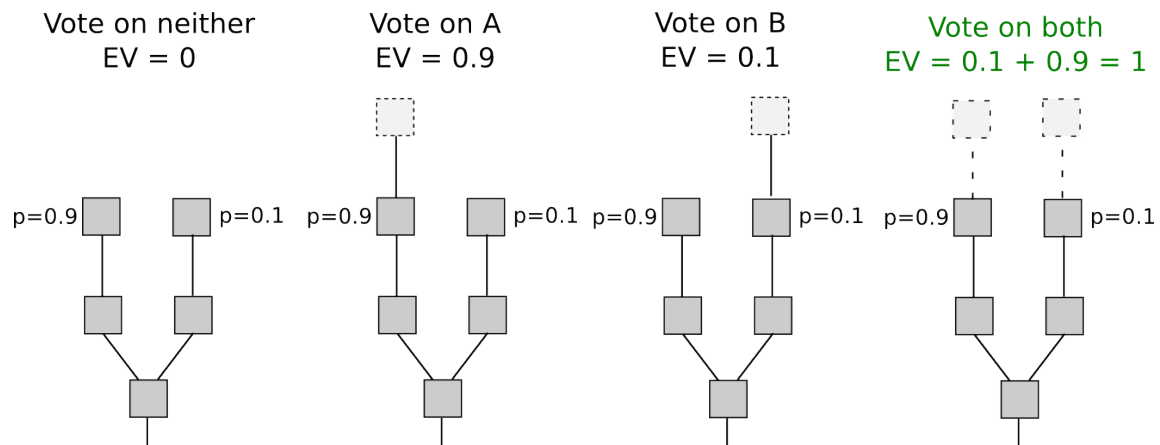 Vote on neither
EV = 0
Vote on A
EV = 0.9
Vote on B
EV = 0.1
Vote on both
EV = 0.1 + 0.9 = 1
p=0.9
p=0.1
p=0.9
p=0.1
p=0.9
p=0.1
p=0.9
p=0.1